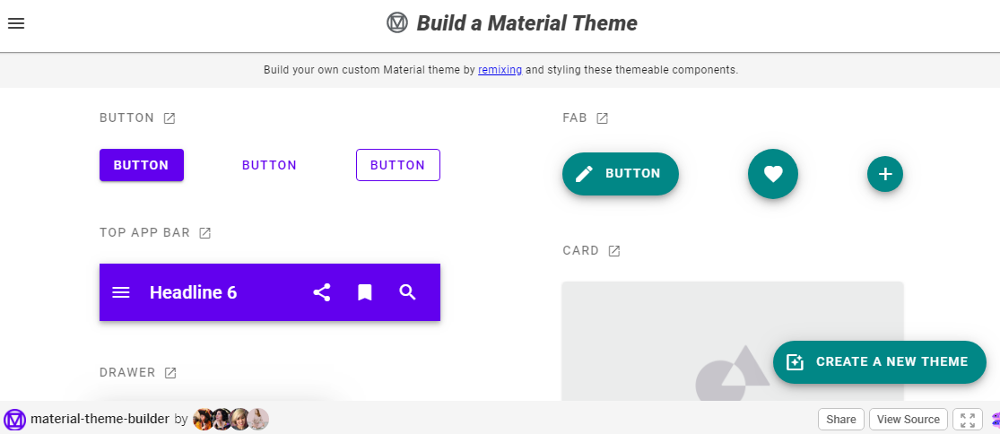 Build a Material Theme
Build your own custom Material theme by remixing and styling these themeable components.
BUTTON
BUTTON BUTTON BUTTON
TOP APP BAR
Headline 6
DRAWER
FAB
BUTTON
CARD
CREATE A NEW THEME
material-theme-builder by
Share View Source